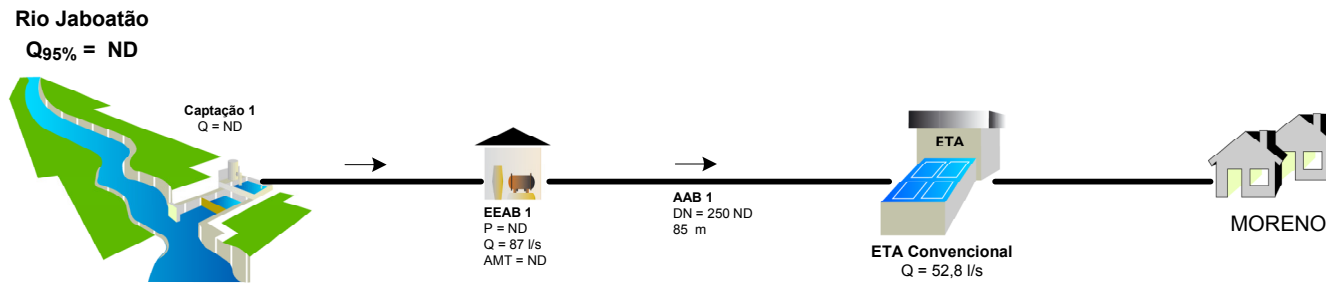 Rio Jaboatão
Q95% = ND
Captação 1
Q = ND
EEAB 1
P = ND
Q = 87 l/s
AMT = ND
AAB 1
DN = 250 ND
85 m
ETA
ETA Convencional
Q = 52,8 l/s
MORENO